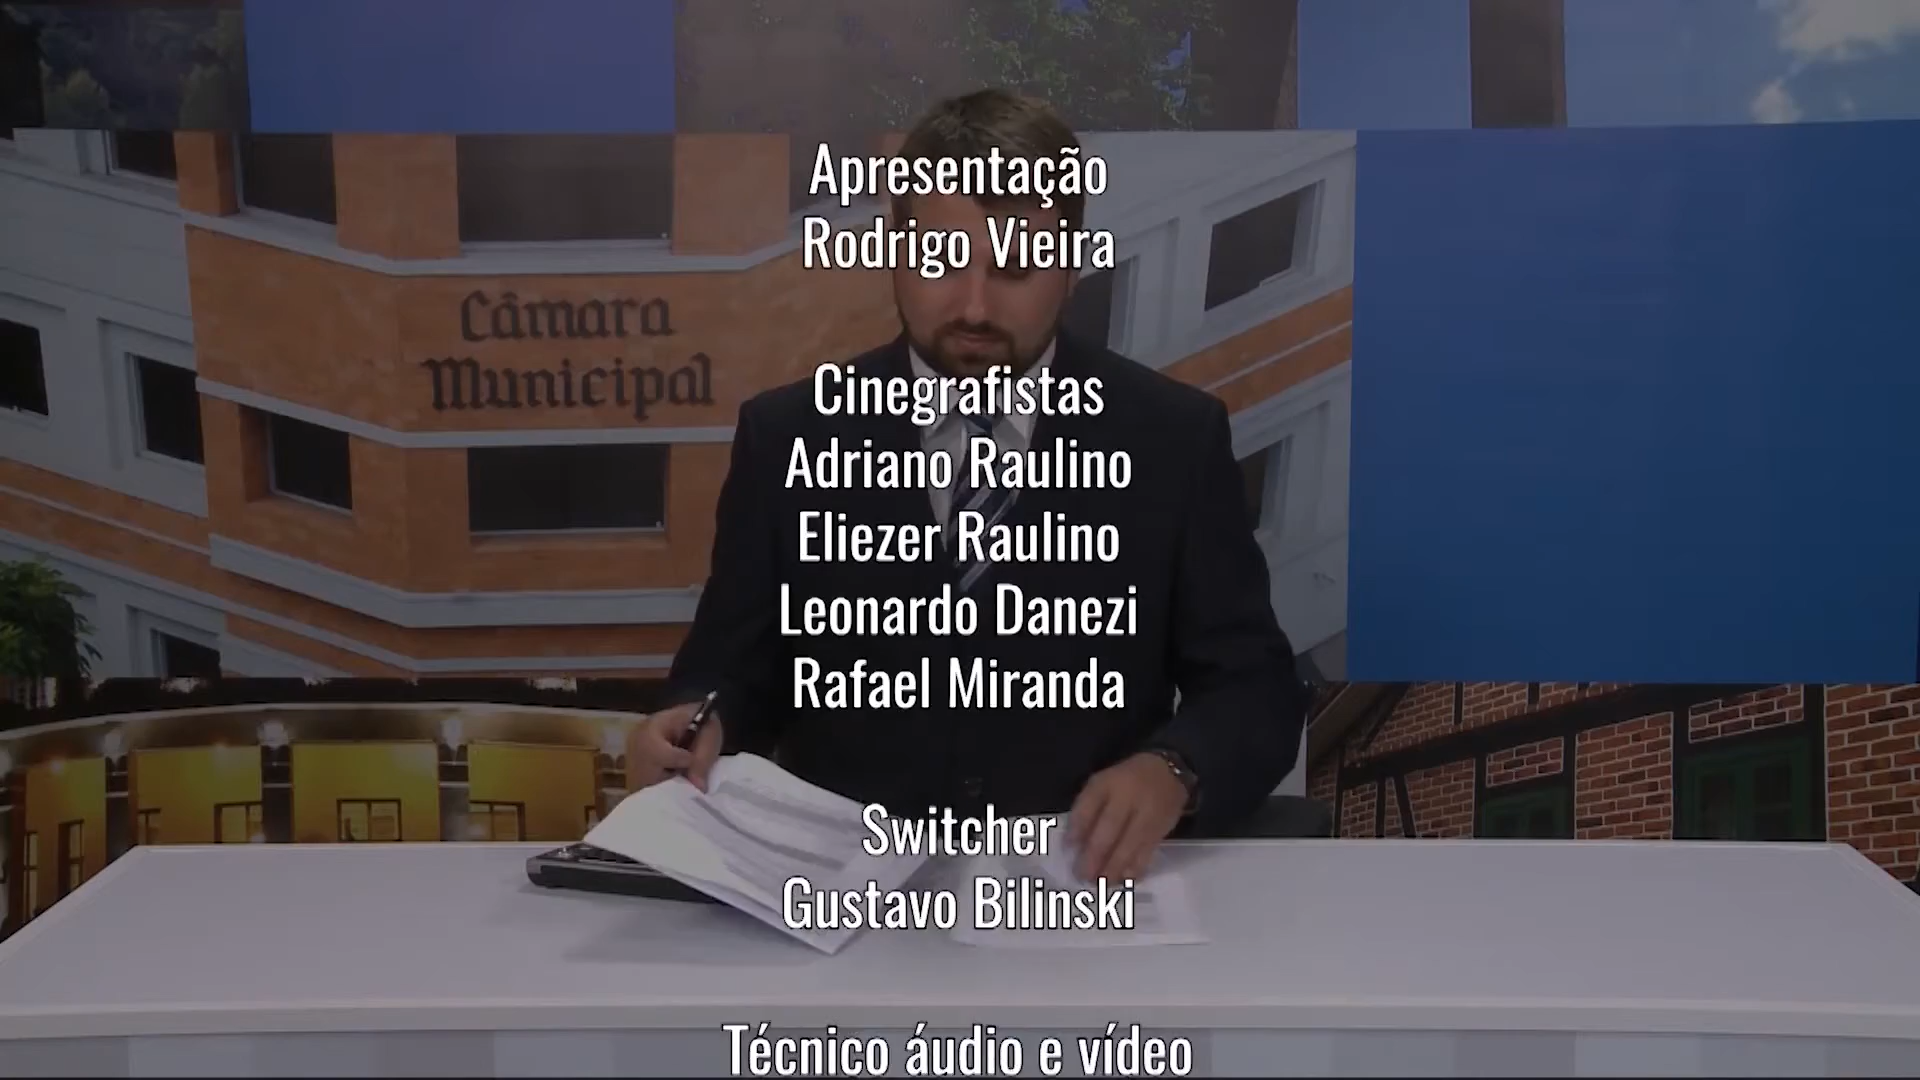 Apresentação
Rodrigo Vieira
Câmara
Municipal
Cinegrafistas
Adriano Raulino
Eliezer Raulino
Leonardo Danezi
Rafael Miranda
Switcher
Gustavo Bilinski
Técnico áudio e vídeo